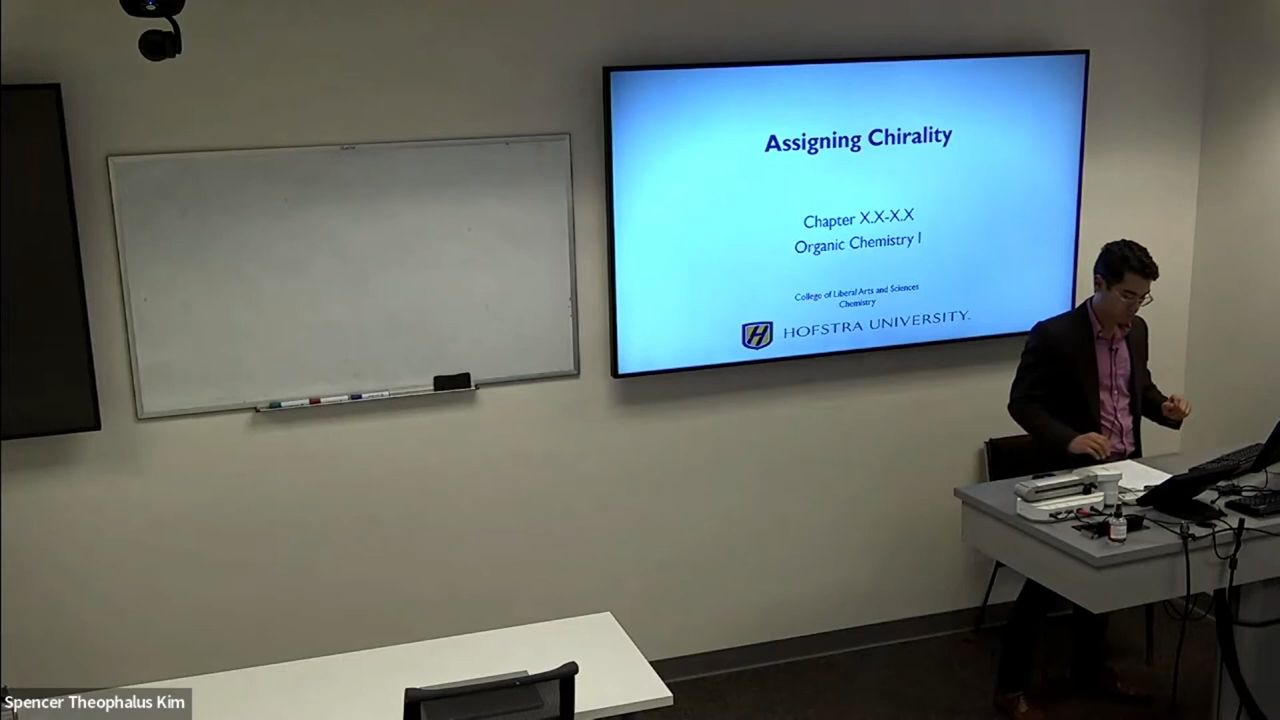 Assigning Chirality
Chapter X.X-X.X
Organic Chemistry I
College of Liberal Arts and Sciences
Chemistry
H HOFSTRA UNIVERSITY.
Spencer Theophalus Kim